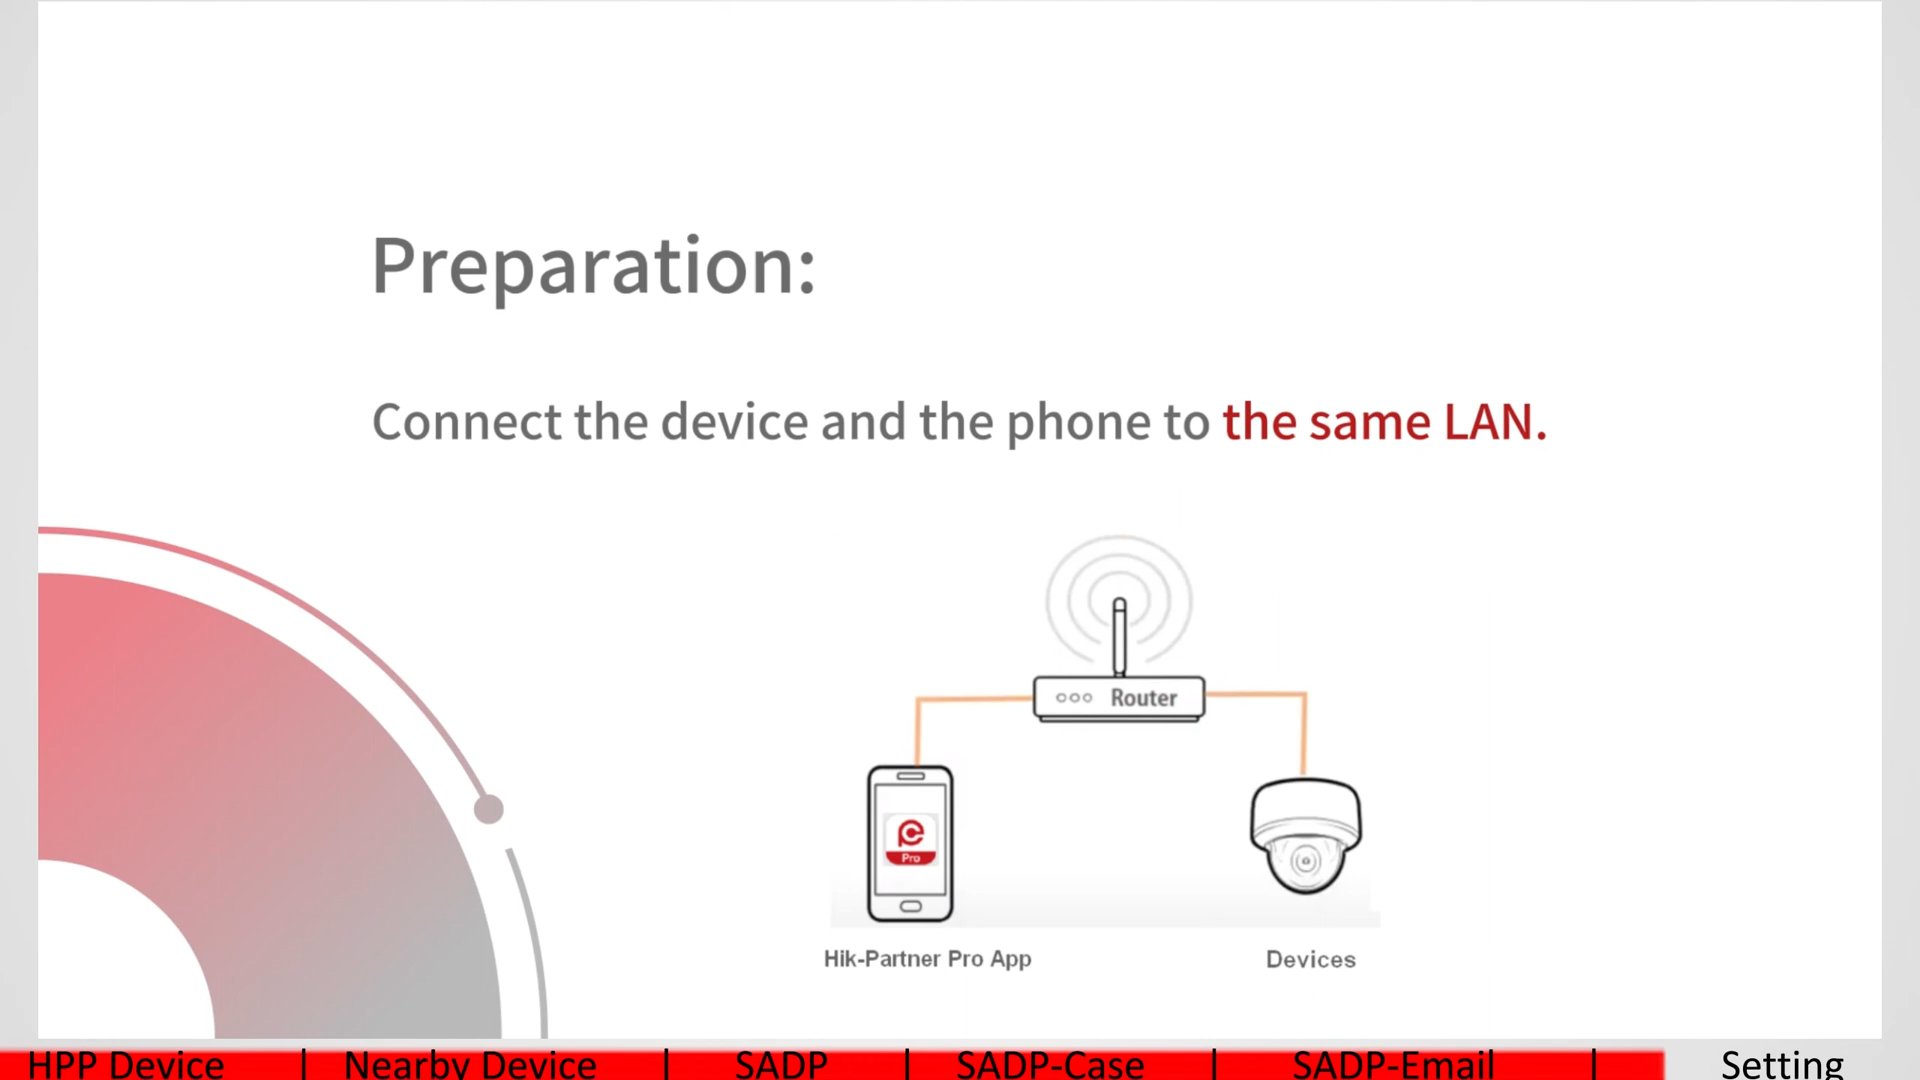 Preparation:
Connect the device and the phone to the same LAN.
Router
Pro
Hik-Partner Pro App
Devices
HPP Device | Nearby Device | SADP | SADP-Case | SADP-Email | Setting